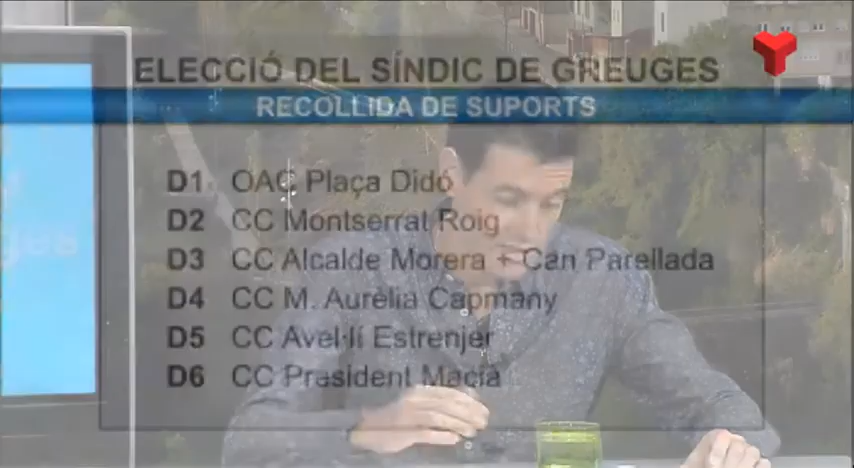 ELECCIÓ DEL SÍNDIC DE GREUGES
RECOLLIDA DE SUPORTS
D1 OAC Plaça Didó
D2 CC Montserrat Roig
D3 CC Alcalde Morera + Can Parellada
D4 CC M. Aurèlia Capmany
D5 CC Avel·lí Estrenjer
D6 CC President Macià